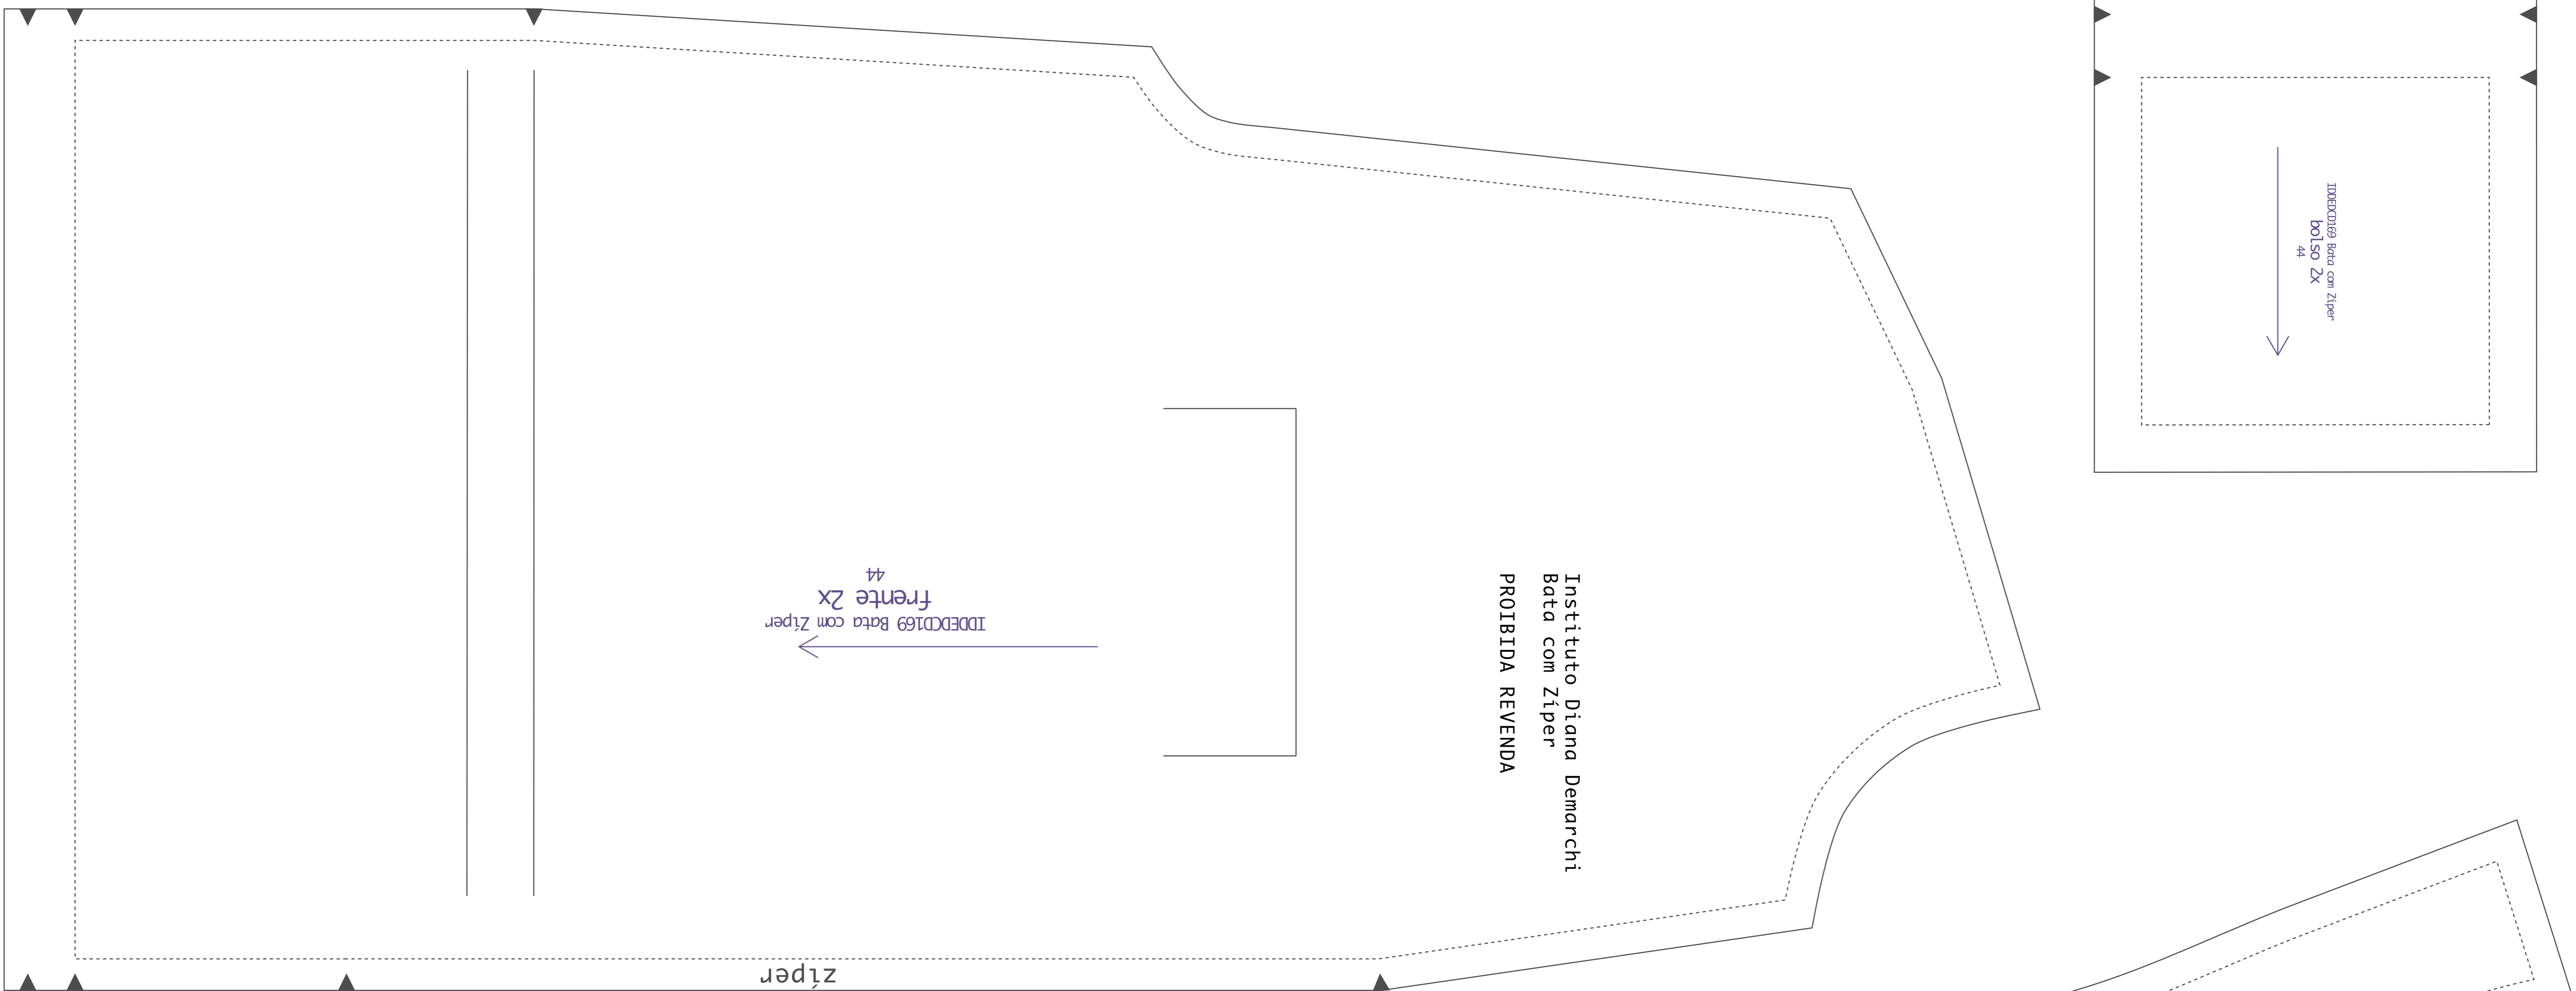 IDDEDCD169 Bata com Zíper
frente 2x
44
Instituto Diana Demarchi
Bata com Zíper
PROIBIDA REVENDA
zíper
IDDEDCD169 Bata com Zíper
bolso 2x
44